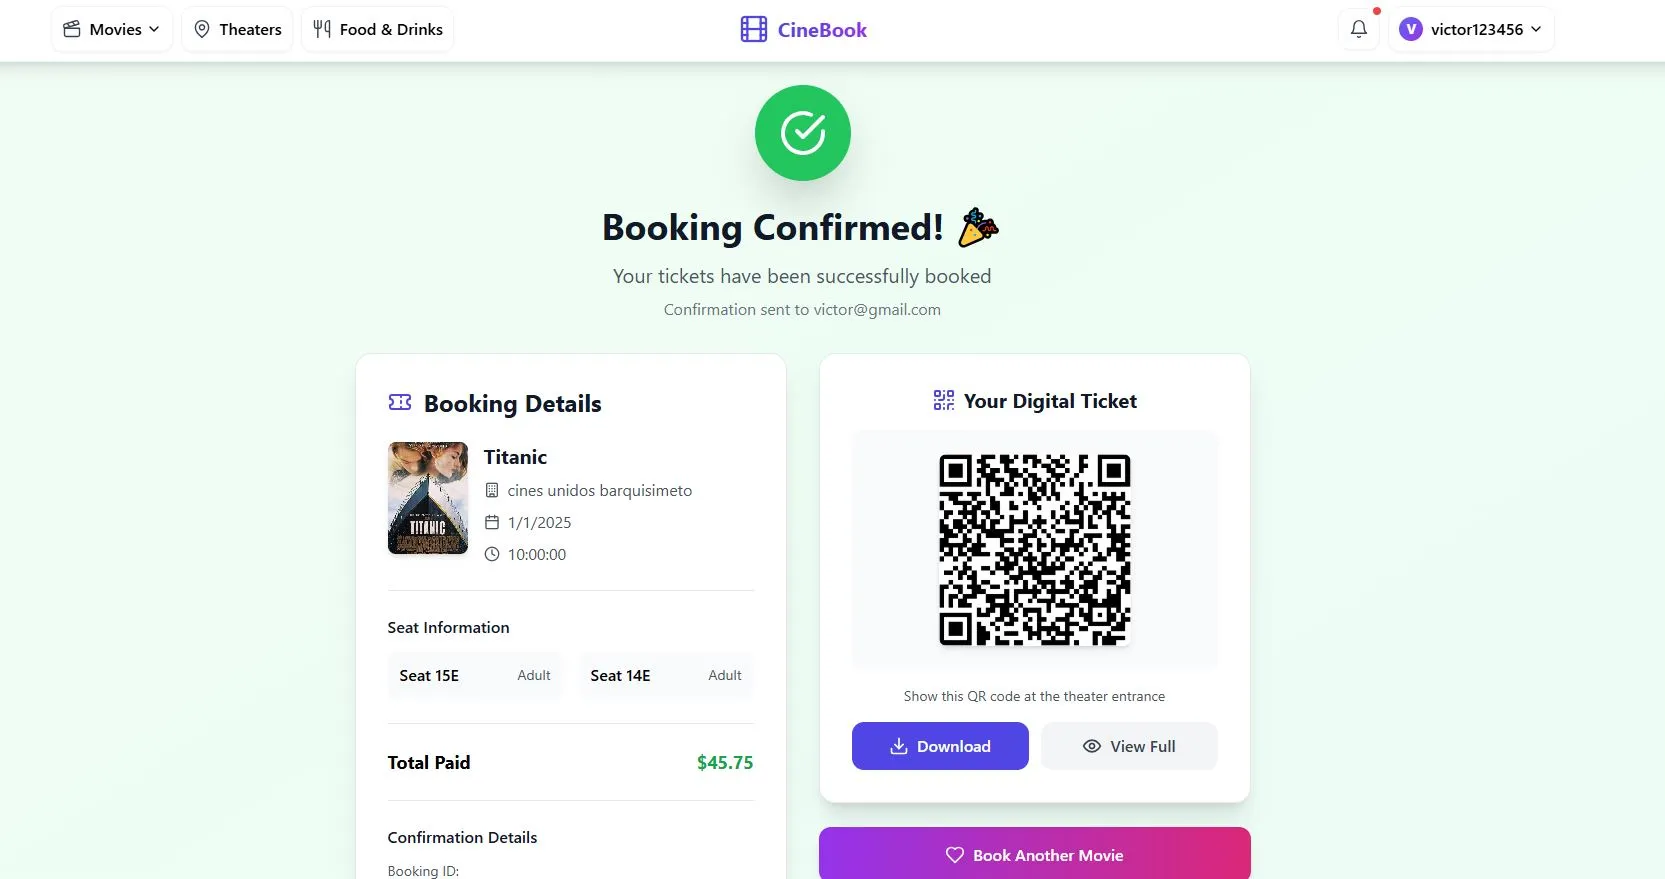 Movies
Theaters
Food & Drinks
CineBook
V
victor123456
Booking Confirmed!
Your tickets have been successfully booked
Confirmation sent to victor@gmail.com
Booking Details
Titanic
cines unidos barquisimeto
1/1/2025
10:00:00
TITANIC
Seat Information
Seat 15E Adult
Seat 14E Adult
Total Paid $45.75
Confirmation Details
Booking ID:
Your Digital Ticket
Show this QR code at the theater entrance
Download
View Full
Book Another Movie